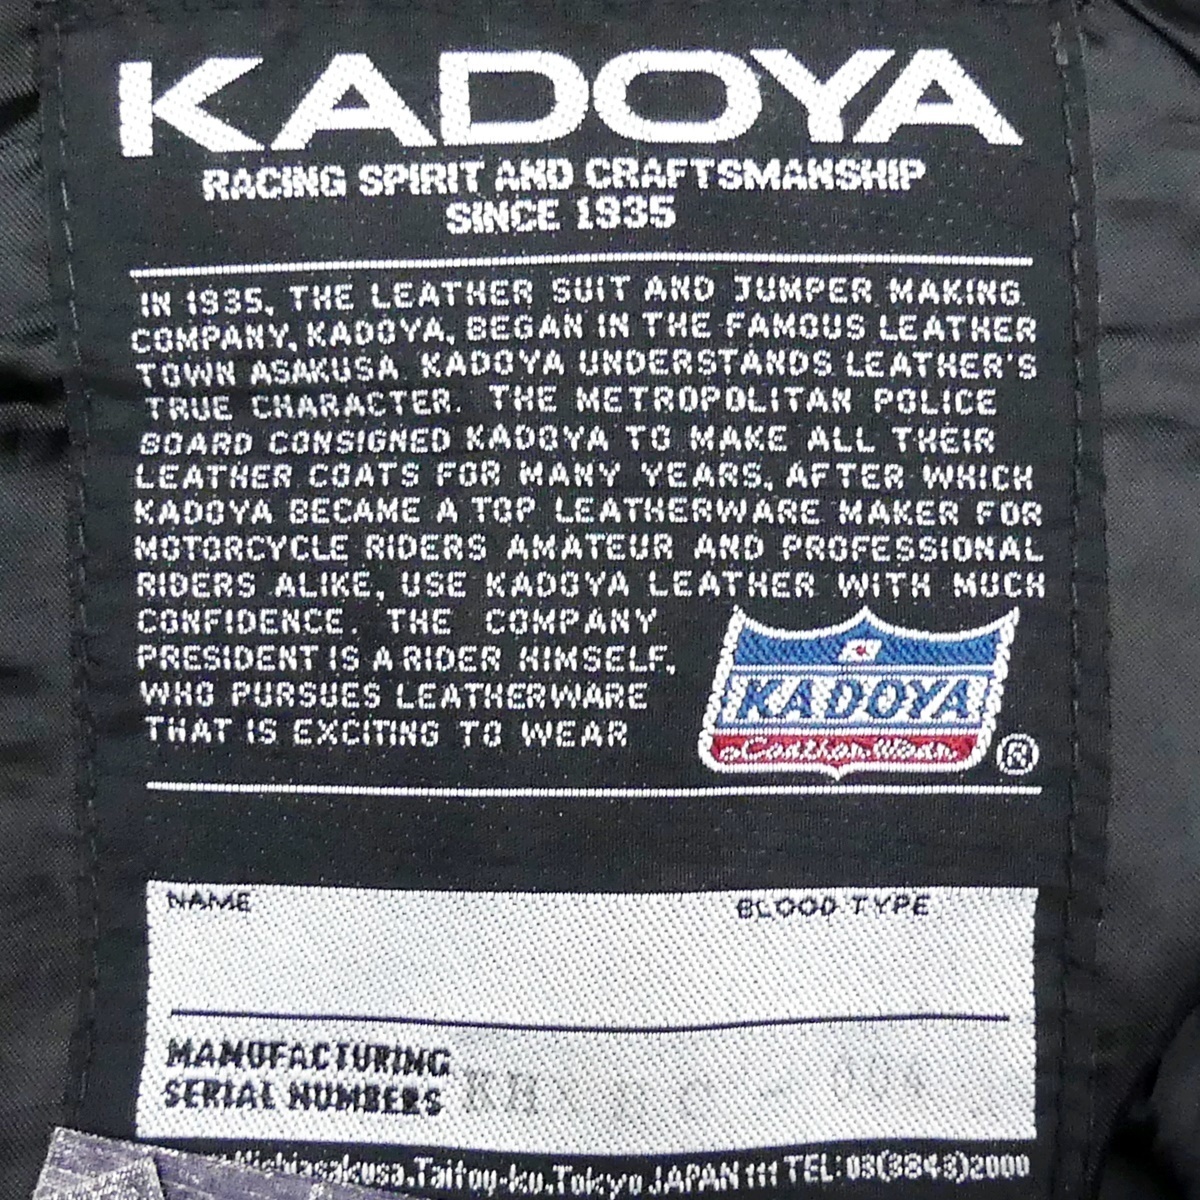 KADOYA
RACING SPIRIT AND CRAFTSMANSHIP
SINCE 1935
IN 1935, THE LEATHER SUIT AND JUMPER MAKING
COMPANY, KADOYA, BEGAN IN THE FAMOUS LEATHER
TOWN ASAKUSA. KADOYA UNDERSTANDS LEATHER'S
TRUE CHARACTER. THE METROPOLITAN POLICE
BOARD CONSIGNED KADOYA TO MAKE ALL THEIR
LEATHER COATS FOR MANY YEARS, AFTER WHICH
KADOYA BECAME A TOP LEATHERWARE MAKER FOR
MOTORCYCLE RIDERS AMATEUR AND PROFESSIONAL
RIDERS ALIKE, USE KADOYA LEATHER WITH MUCH
CONFIDENCE. THE COMPANY
PRESIDENT IS A RIDER HIMSELF,
WHO PURSUES LEATHERWARE
THAT IS EXCITING TO WEAR
KADOYA
Leather Wear
®
NAME BLOOD TYPE
MANUFACTURING
SERIAL NUMBERS
Nishiasakusa,Taitou-ku,Tokyo,JAPAN 111 TEL:03(3843)2000